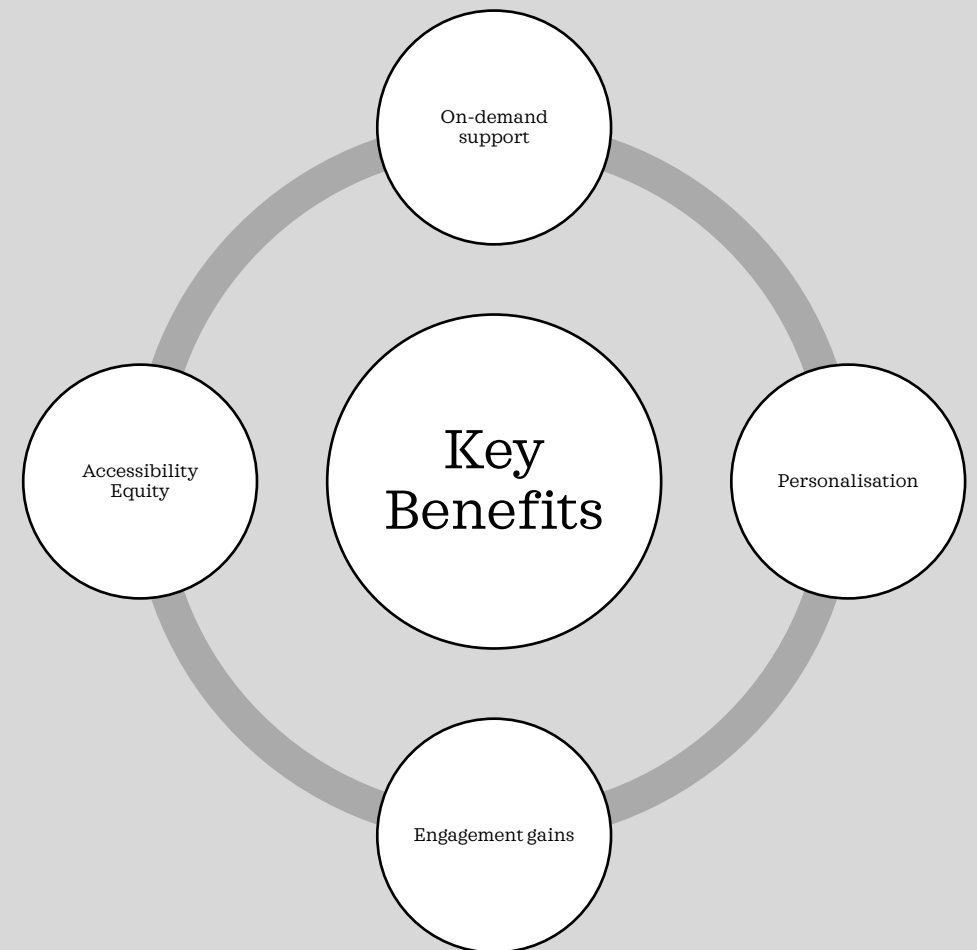 On-demand
support
Accessibility
Equity
Key
Benefits
Personalisation
Engagement gains